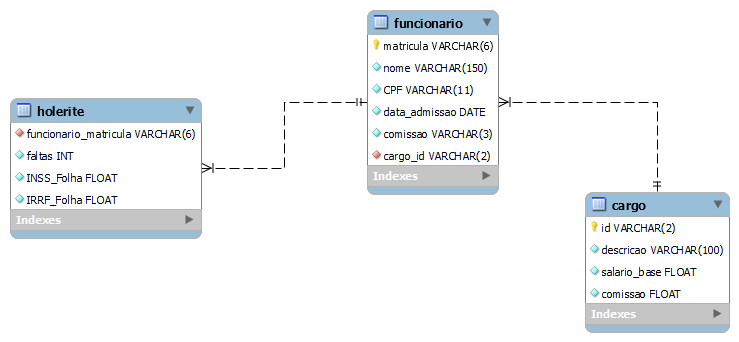 funcionario
matricula VARCHAR(6)
nome VARCHAR(150)
CPF VARCHAR(11)
data_admissao DATE
comissao VARCHAR(3)
cargo_id VARCHAR(2)
Indexes
holerite
funcionario_matricula VARCHAR(6)
faltas INT
INSS_Folha FLOAT
IRRF_Folha FLOAT
Indexes
cargo
id VARCHAR(2)
descricao VARCHAR(100)
salario_base FLOAT
comissao FLOAT
Indexes